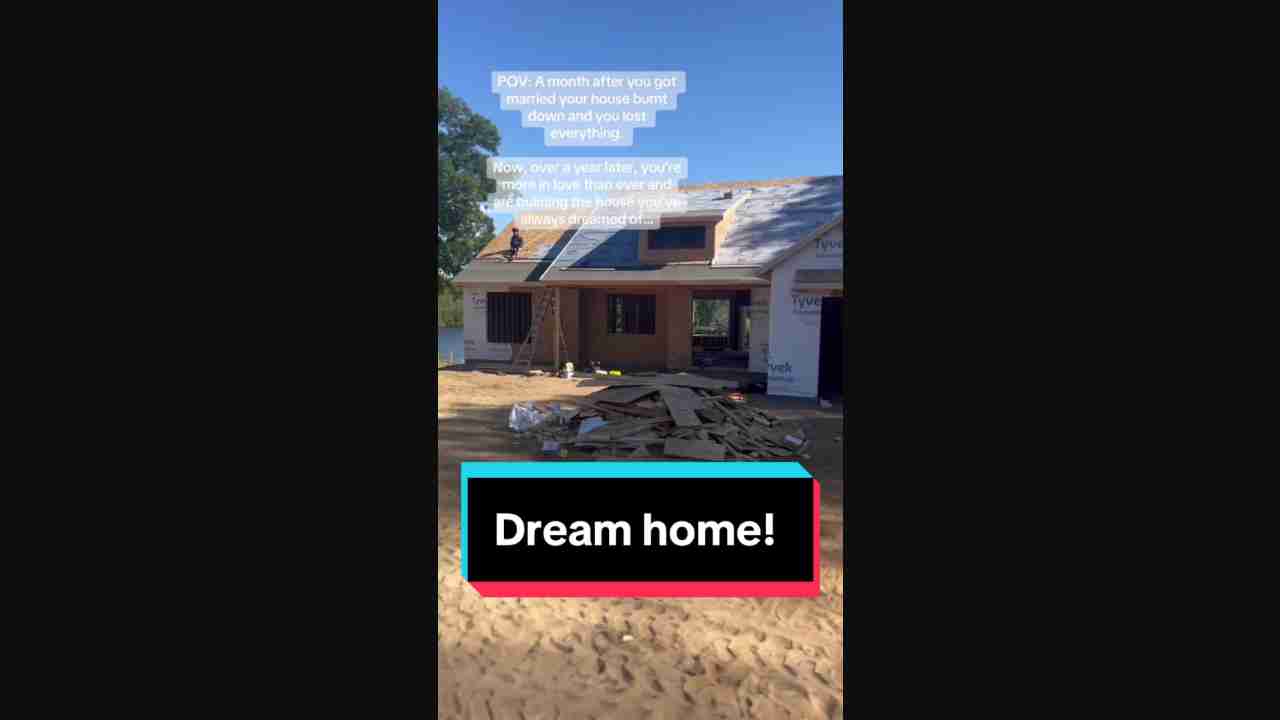 POV: A month after you got
married your house burnt
down and you lost
everything.
Now, over a year later, you're
more in love than ever and
are building the house you've
always dreamed of...
Tyvek
Tyvek
Tyvek
Dream home!